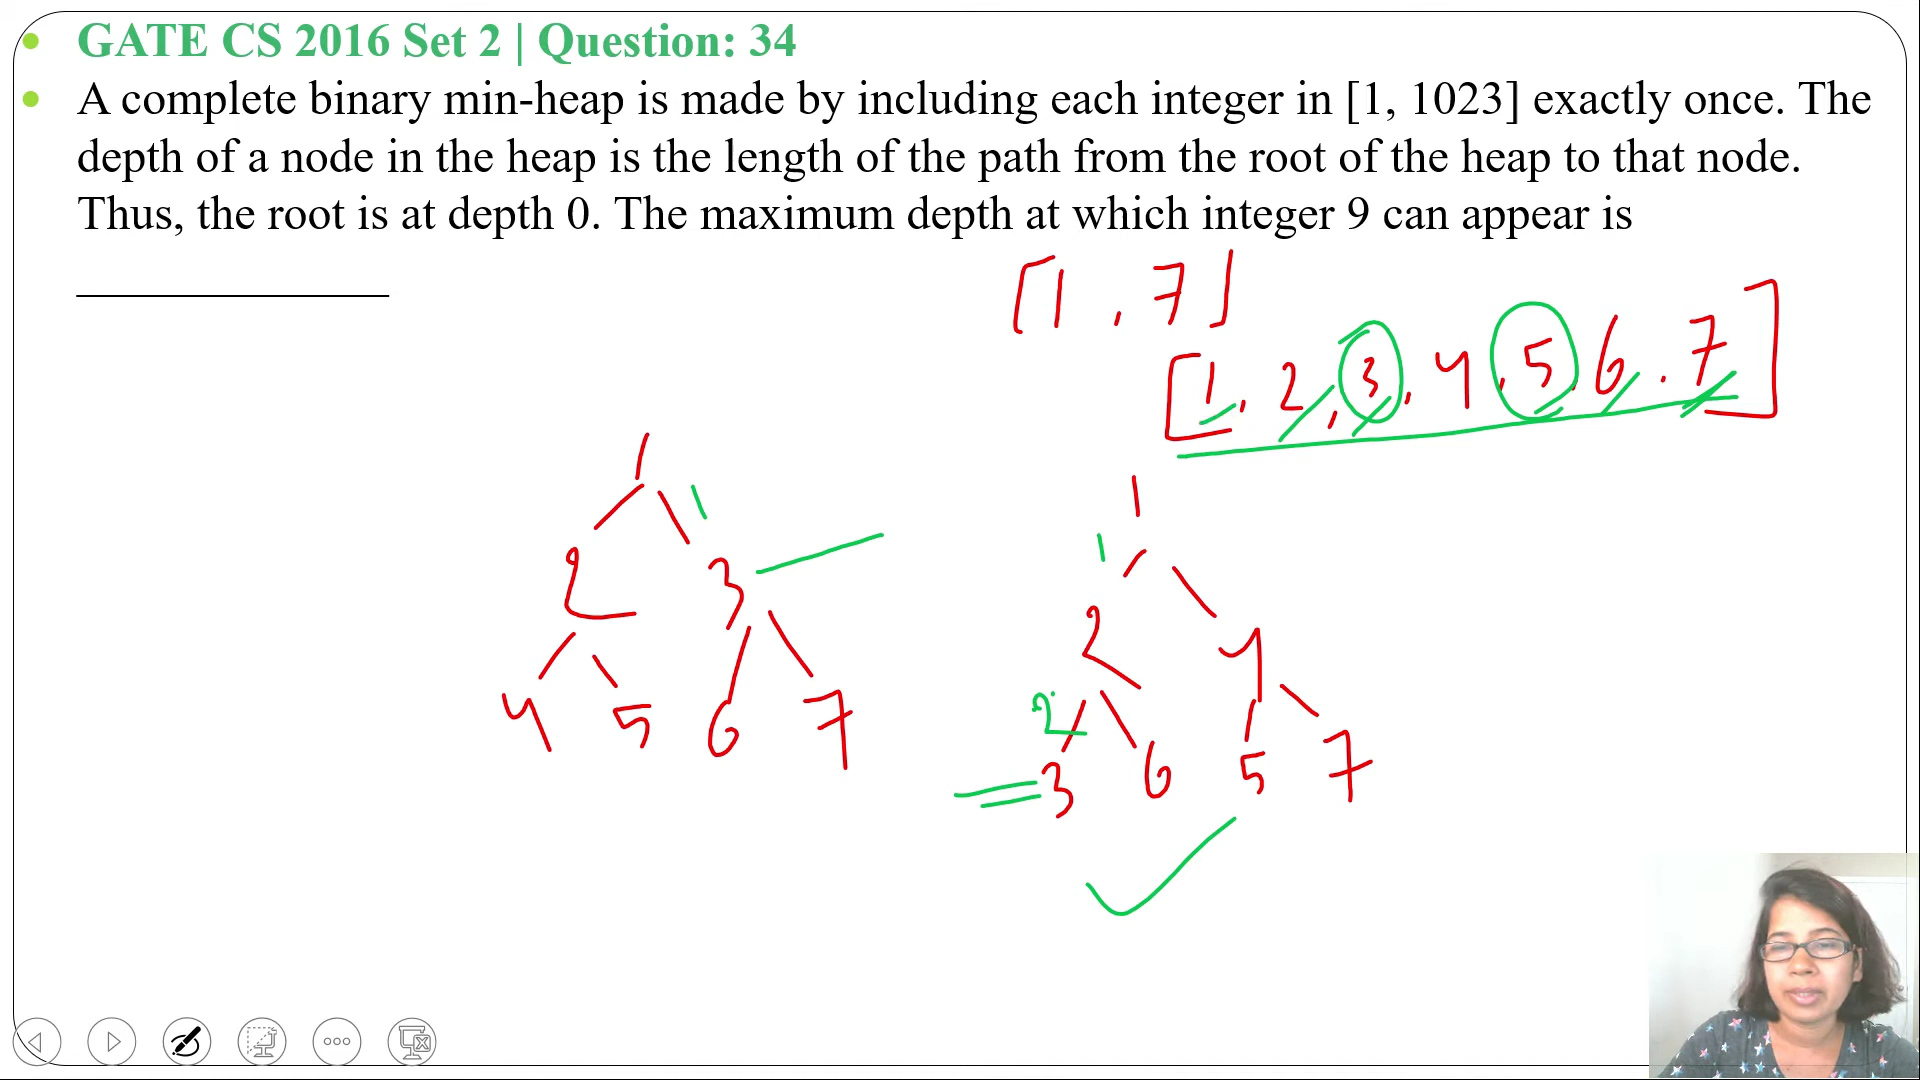 GATE CS 2016 Set 2 | Question: 34
A complete binary min-heap is made by including each integer in [1, 1023] exactly once. The
depth of a node in the heap is the length of the path from the root of the heap to that node.
Thus, the root is at depth 0. The maximum depth at which integer 9 can appear is
[1, 7]
[1, 2, 3, 4, 5, 6, 7]
1
1
2 3
4 5 6 7
1
1
2 4
2
3 6 5 7